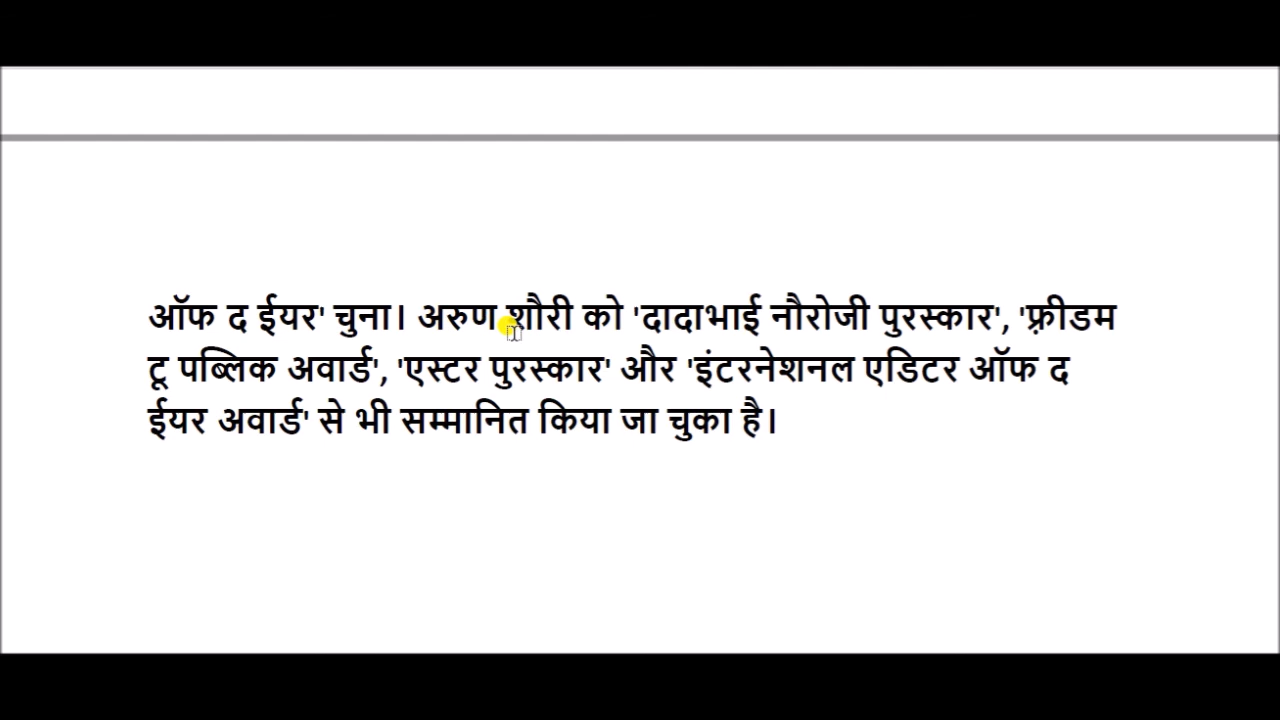 ऑफ द ईयर' चुना। अरुण शौरी को 'दादाभाई नौरोजी पुरस्कार', 'फ़्रीडम
टू पब्लिक अवार्ड', 'एस्टर पुरस्कार' और 'इंटरनेशनल एडिटर ऑफ द
ईयर अवार्ड' से भी सम्मानित किया जा चुका है।